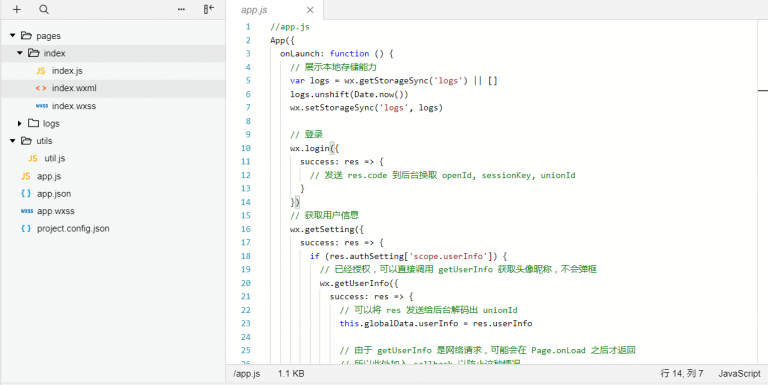 app.js
pages
index
JS index.js
<> index.wxml
wxss index.wxss
logs
utils
JS util.js
JS app.js
{ } app.json
wxss app.wxss
{ } project.config.json
1 //app.js
2 App({
3 onLaunch: function () {
4 // 展示本地存储能力
5 var logs = wx.getStorageSync('logs') || []
6 logs.unshift(Date.now())
7 wx.setStorageSync('logs', logs)
8
9 // 登录
10 wx.login({
11 success: res => {
12 // 发送 res.code 到后台换取 openId, sessionKey, unionId
13 }
14 })
15 // 获取用户信息
16 wx.getSetting({
17 success: res => {
18 if (res.authSetting['scope.userInfo']) {
19 // 已经授权，可以直接调用 getUserInfo 获取头像昵称，不会弹框
20 wx.getUserInfo({
21 success: res => {
22 // 可以将 res 发送给后台解码出 unionId
23 this.globalData.userInfo = res.userInfo
24
25 // 由于 getUserInfo 是网络请求，可能会在 Page.onLoad 之后才返回
/app.js 1.1 KB 行 14, 列 7 JavaScript